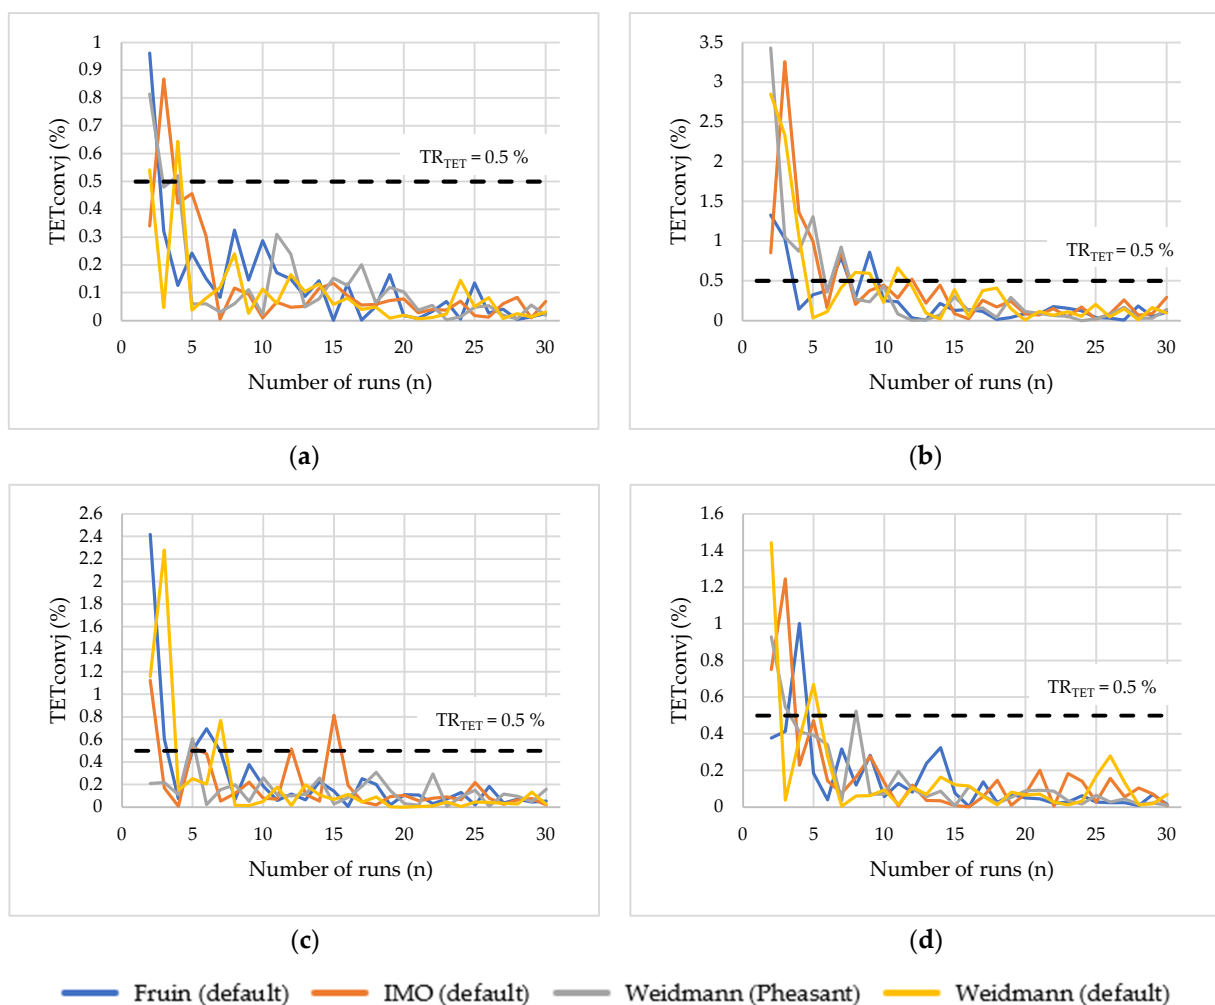 1
0.9
0.8
0.7
0.6
0.5
0.4
0.3
0.2
0.1
0
TETconvj (%)
TR_TET = 0.5 %
0 5 10 15 20 25 30
Number of runs (n)
(a)
3.5
3
2.5
2
1.5
1
0.5
0
TETconvj (%)
TR_TET = 0.5 %
0 5 10 15 20 25 30
Number of runs (n)
(b)
2.6
2.4
2.2
2
1.8
1.6
1.4
1.2
1
0.8
0.6
0.4
0.2
0
TETconvj (%)
TR_TET = 0.5 %
0 5 10 15 20 25 30
Number of runs (n)
(c)
1.6
1.4
1.2
1
0.8
0.6
0.4
0.2
0
TETconvj (%)
TR_TET = 0.5 %
0 5 10 15 20 25 30
Number of runs (n)
(d)
Fruin (default) IMO (default) Weidmann (Pheasant) Weidmann (default)